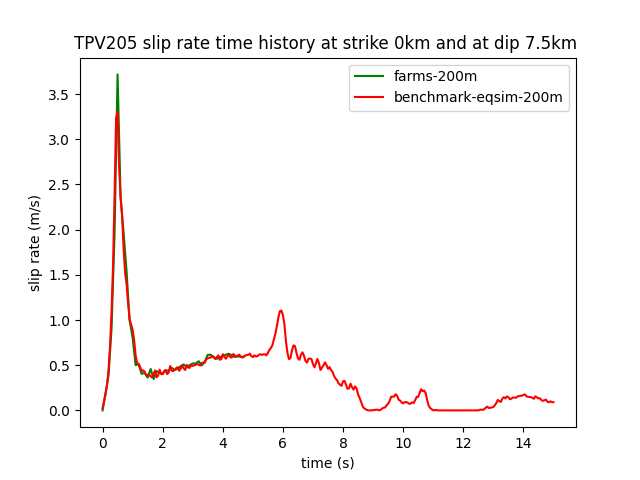 TPV205 slip rate time history at strike 0km and at dip 7.5km
farms-200m
benchmark-eqsim-200m
3.5
3.0
2.5
2.0
1.5
1.0
0.5
0.0
slip rate (m/s)
0 2 4 6 8 10 12 14
time (s)